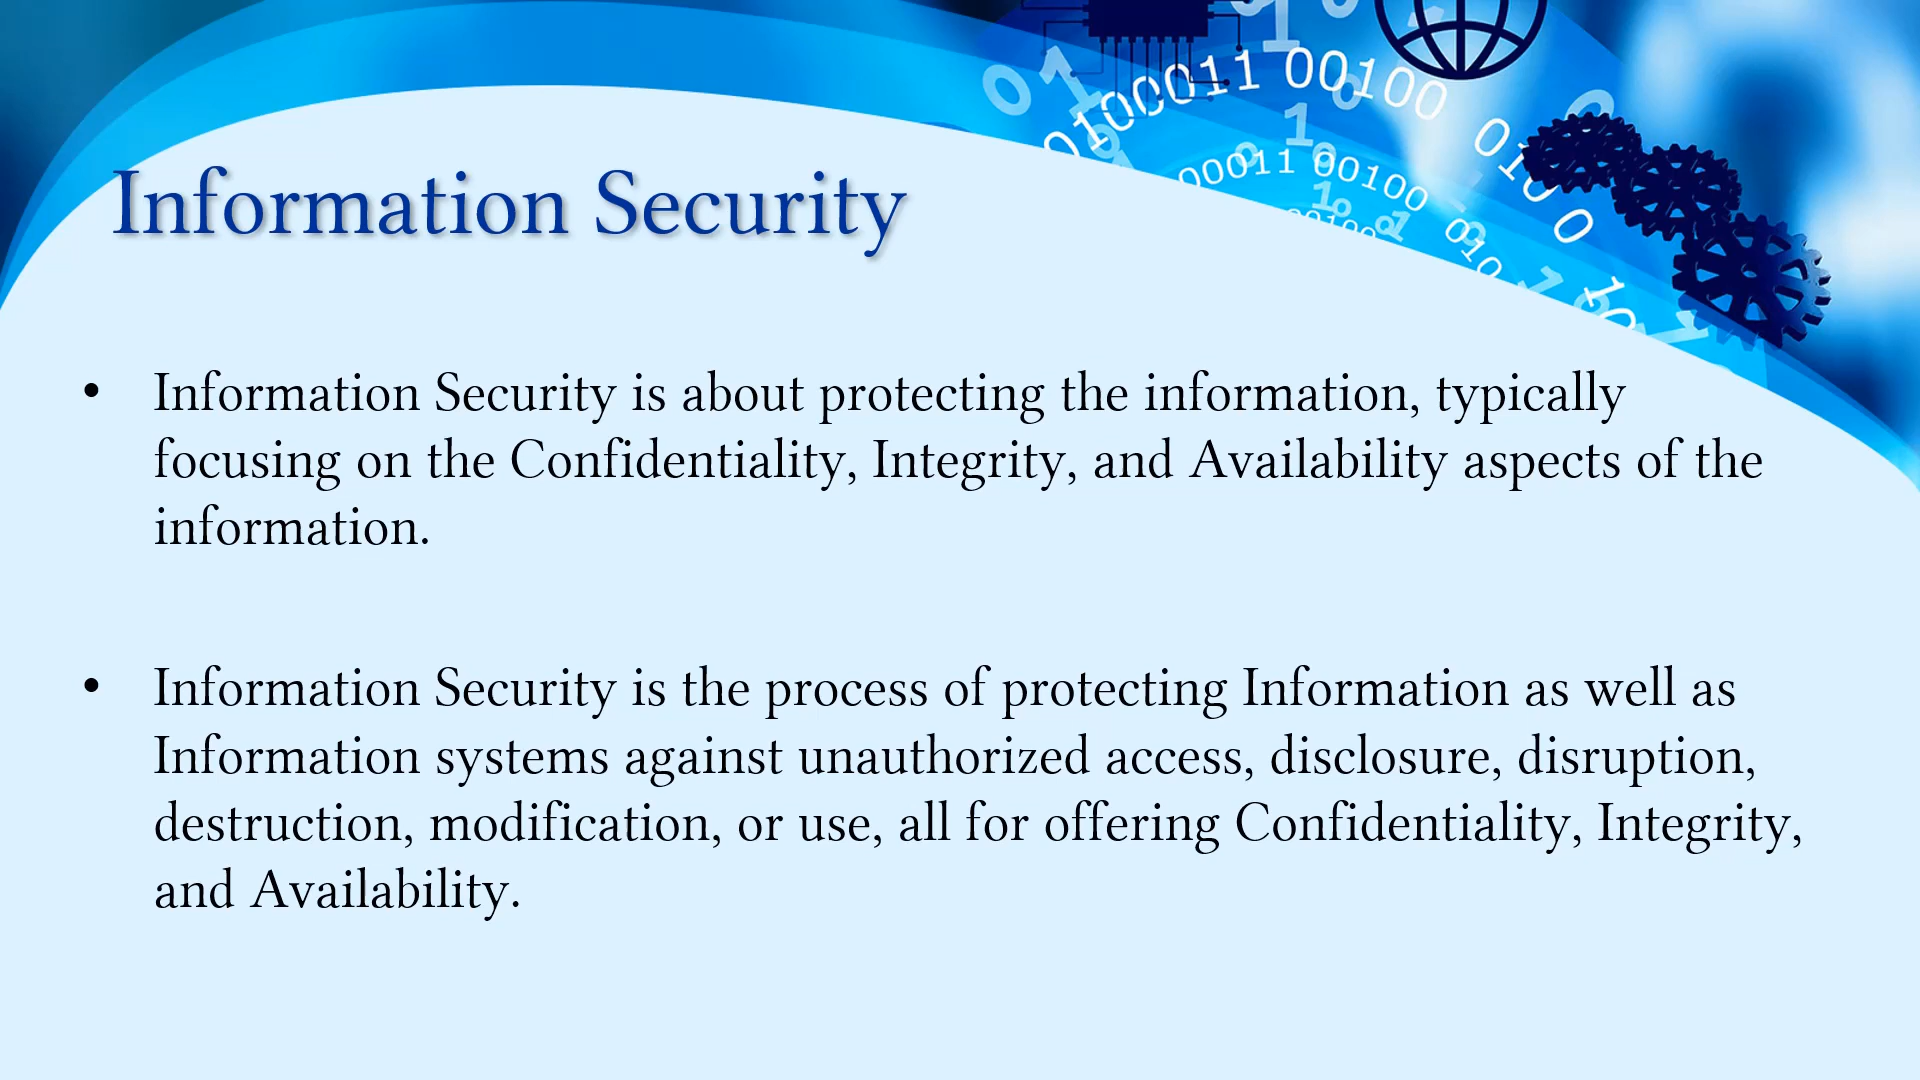 Information Security
• Information Security is about protecting the information, typically
focusing on the Confidentiality, Integrity, and Availability aspects of the
information.
• Information Security is the process of protecting Information as well as
Information systems against unauthorized access, disclosure, disruption,
destruction, modification, or use, all for offering Confidentiality, Integrity,
and Availability.